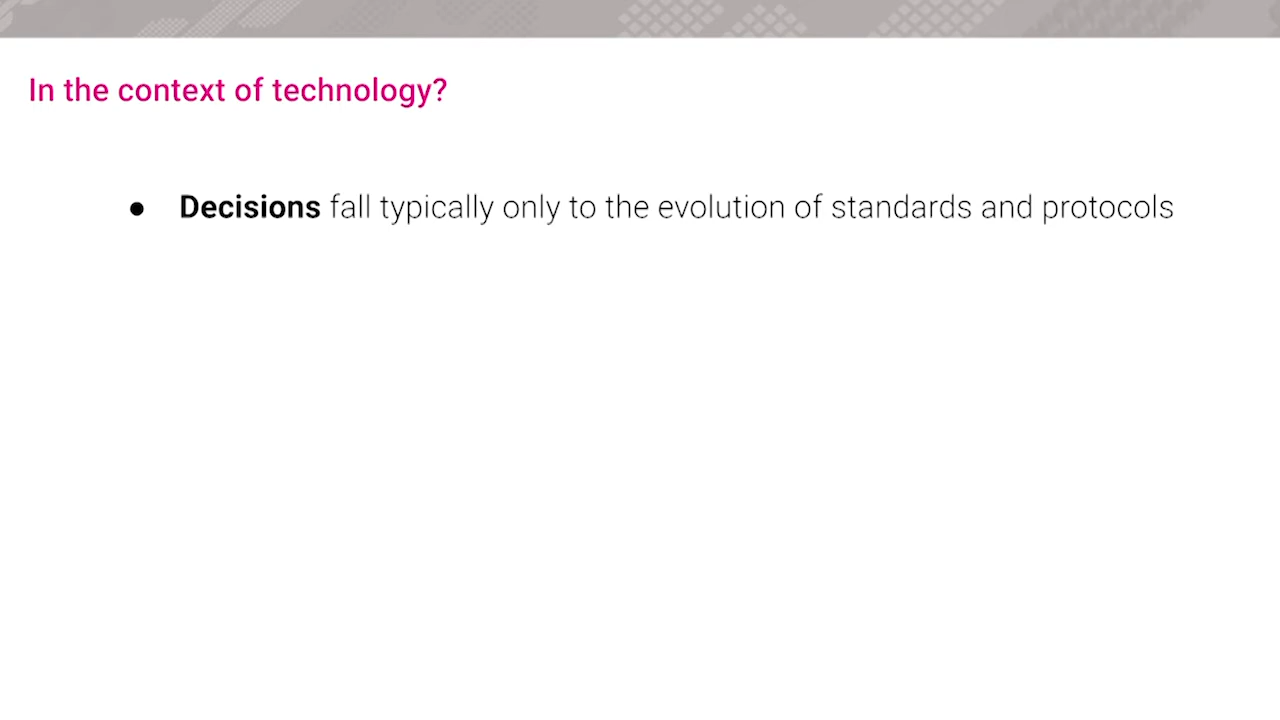 In the context of technology?
● Decisions fall typically only to the evolution of standards and protocols